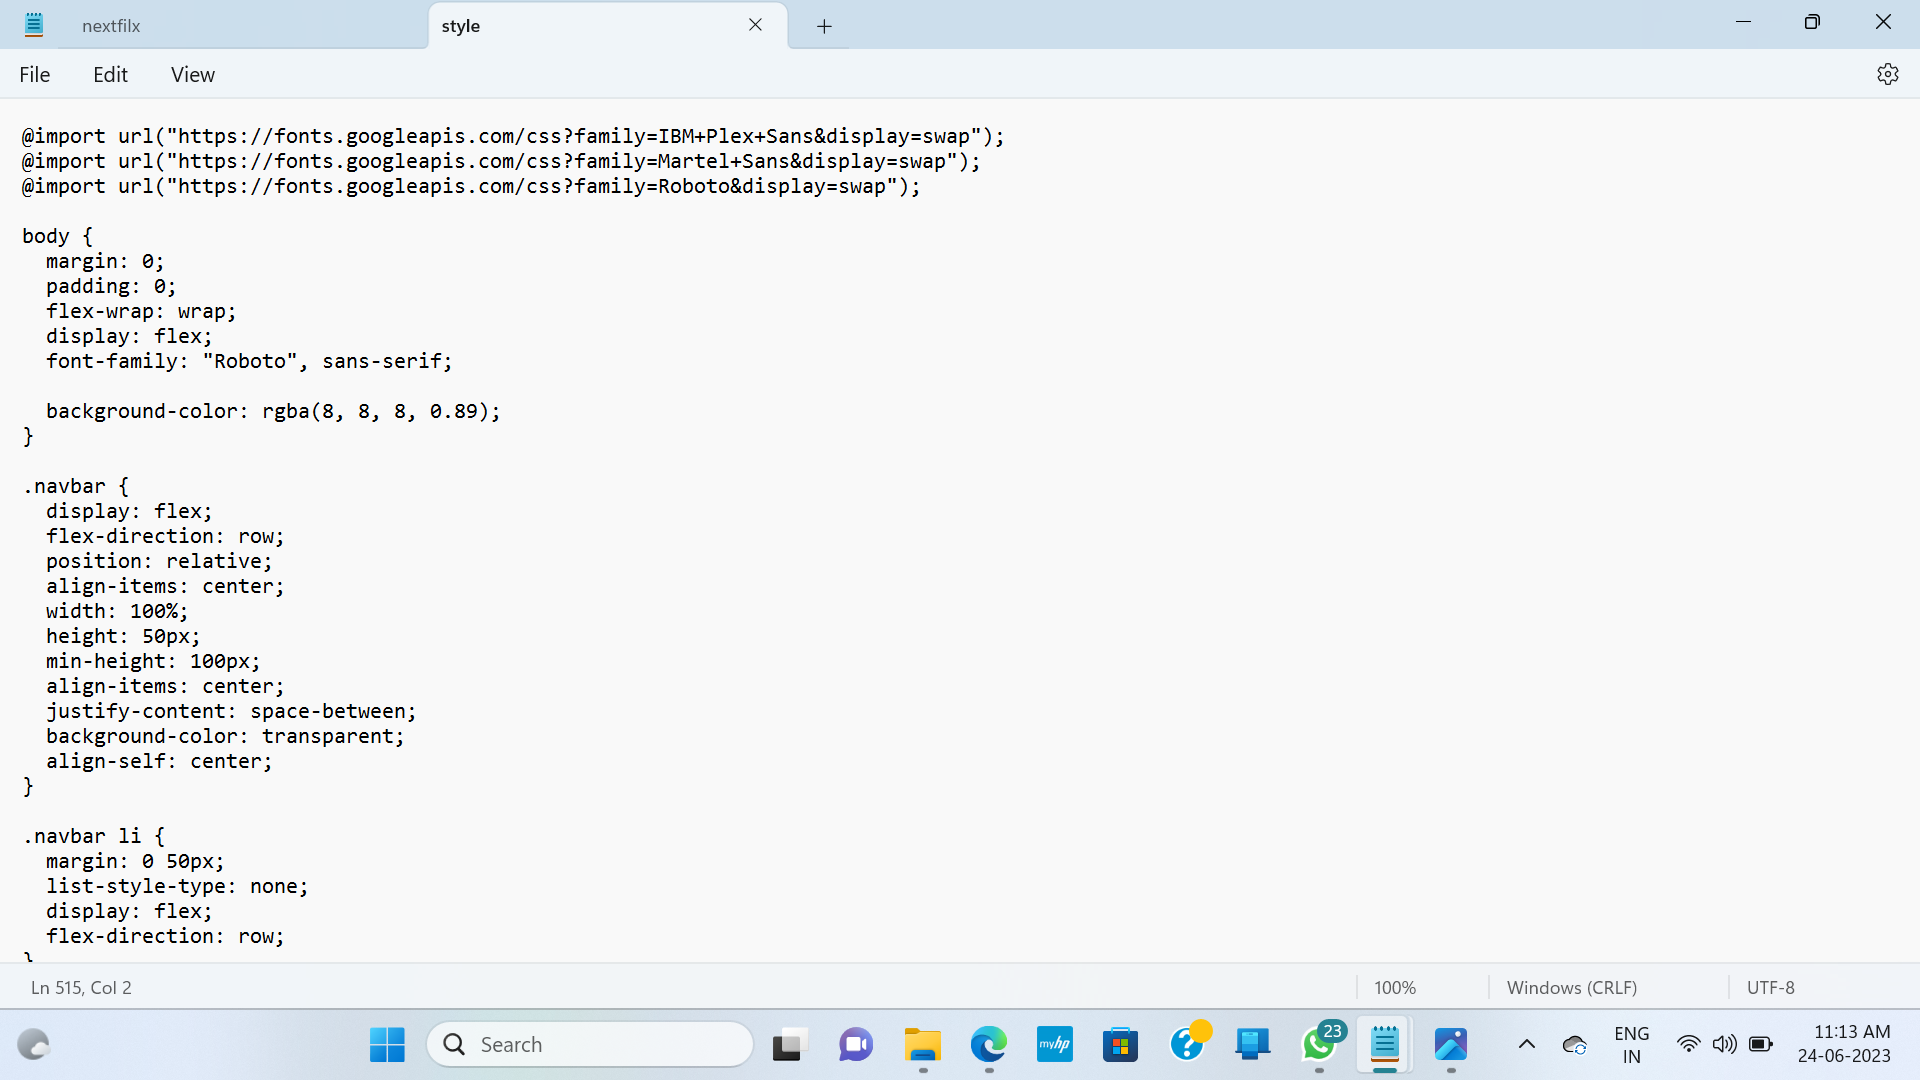 nextfilx
style
File Edit View
@import url("https://fonts.googleapis.com/css?family=IBM+Plex+Sans&display=swap");
@import url("https://fonts.googleapis.com/css?family=Martel+Sans&display=swap");
@import url("https://fonts.googleapis.com/css?family=Roboto&display=swap");

body {
  margin: 0;
  padding: 0;
  flex-wrap: wrap;
  display: flex;
  font-family: "Roboto", sans-serif;

  background-color: rgba(8, 8, 8, 0.89);
}

.navbar {
  display: flex;
  flex-direction: row;
  position: relative;
  align-items: center;
  width: 100%;
  height: 50px;
  min-height: 100px;
  align-items: center;
  justify-content: space-between;
  background-color: transparent;
  align-self: center;
}

.navbar li {
  margin: 0 50px;
  list-style-type: none;
  display: flex;
  flex-direction: row;
}
Ln 515, Col 2
100%
Windows (CRLF)
UTF-8
Search
myhp
23
ENG
IN
11:13 AM
24-06-2023